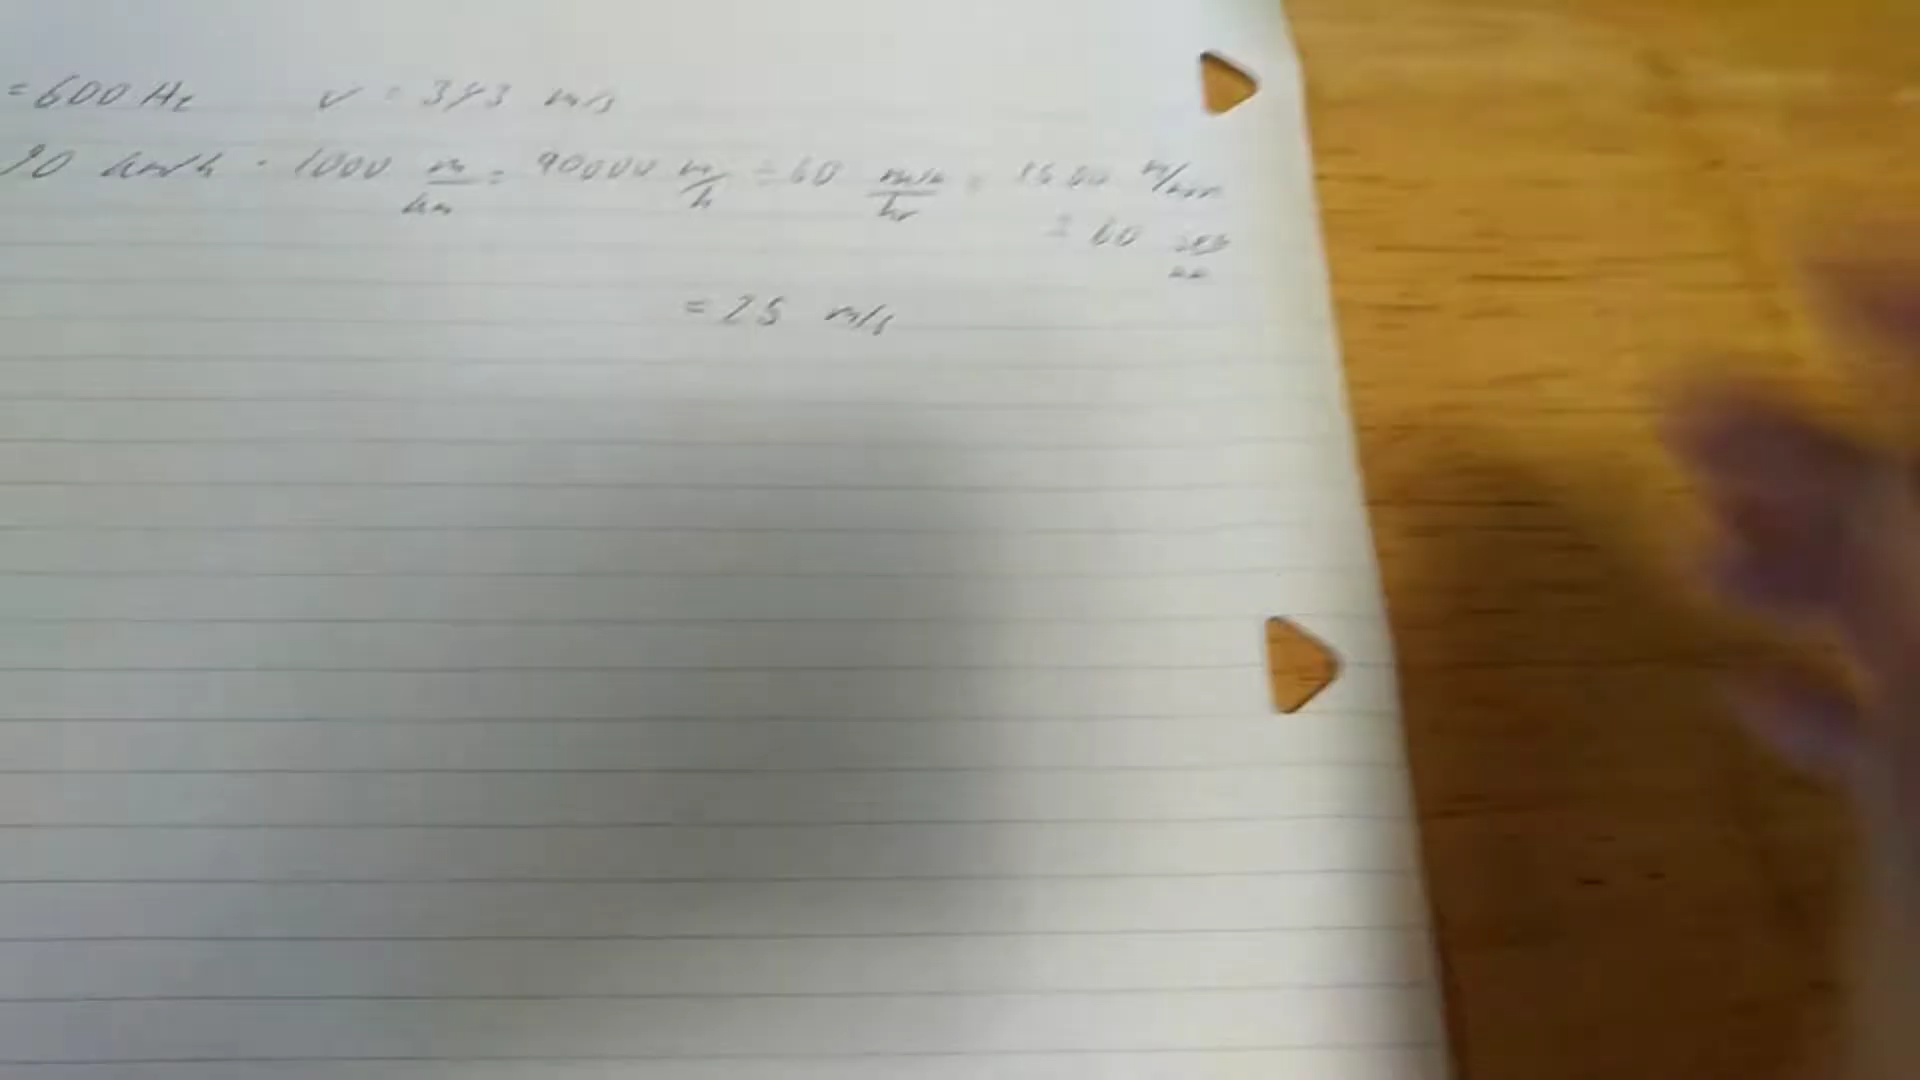 = 600 Hz v = 343 m/s
90 km/h · 1000 m/km = 90000 m/h ÷ 60 min/hr = 1500 m/min
÷ 60 sec/min
= 25 m/s